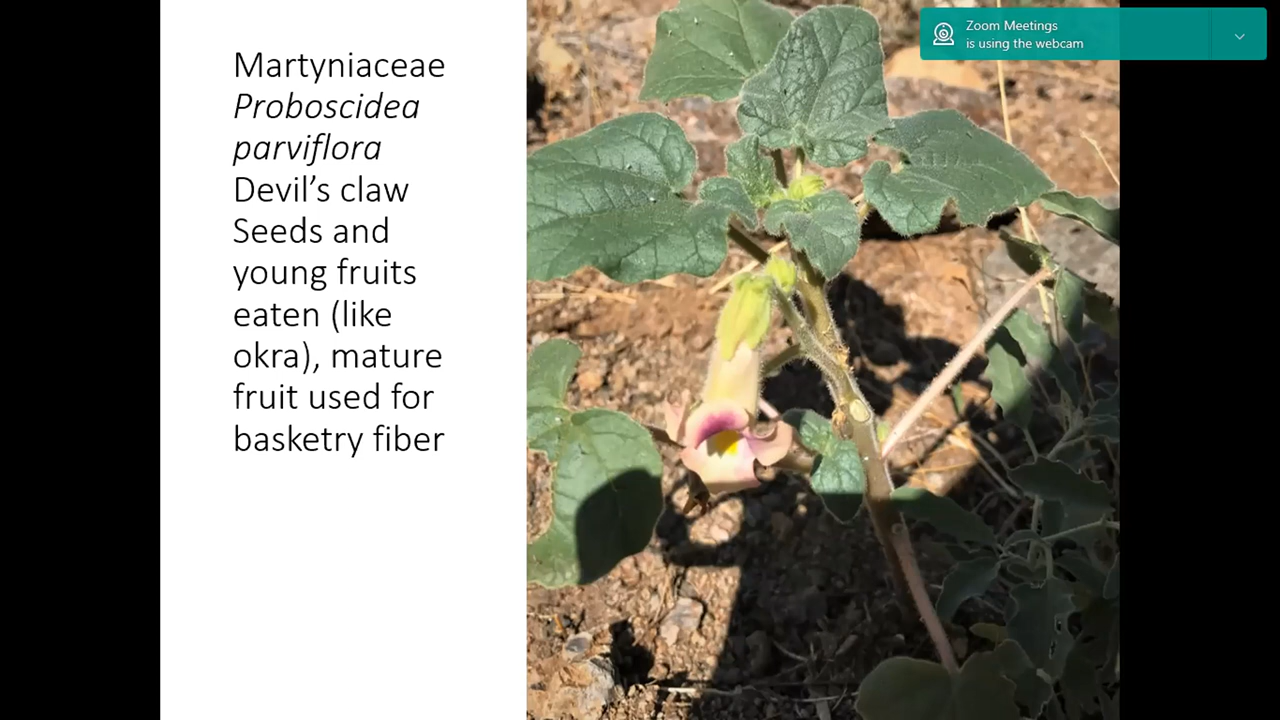 Martyniaceae
Proboscidea
parviflora
Devil’s claw
Seeds and
young fruits
eaten (like
okra), mature
fruit used for
basketry fiber
Zoom Meetings
is using the webcam